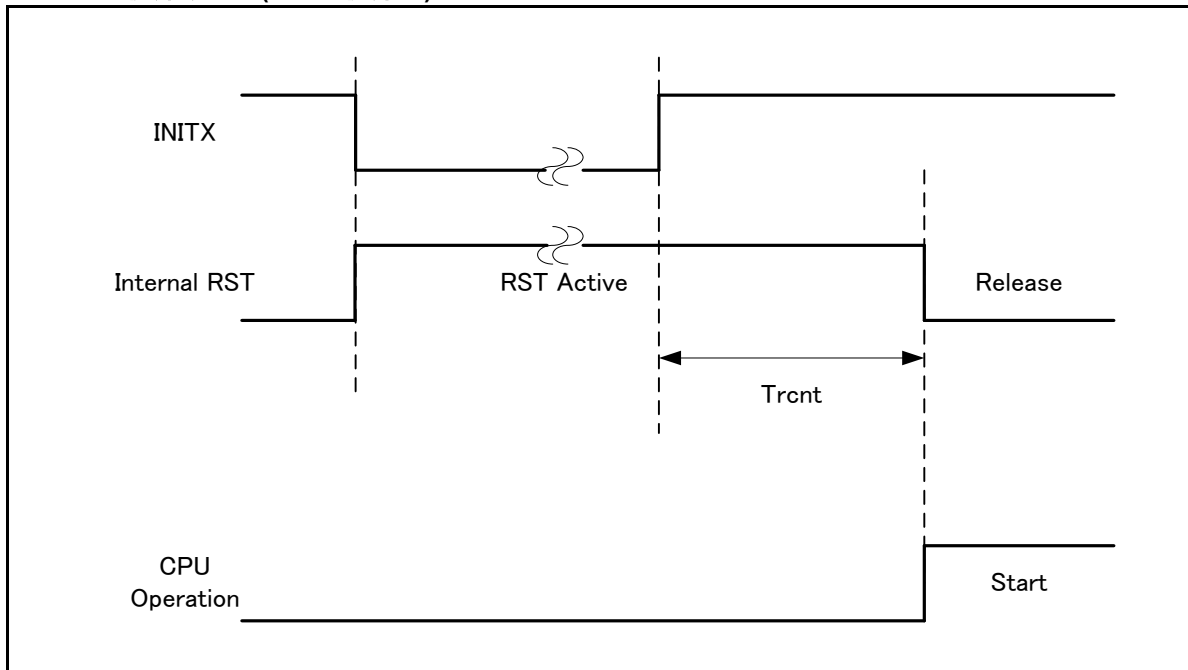 INITX
Internal RST
RST Active
Release
Trcnt
CPU
Operation
Start